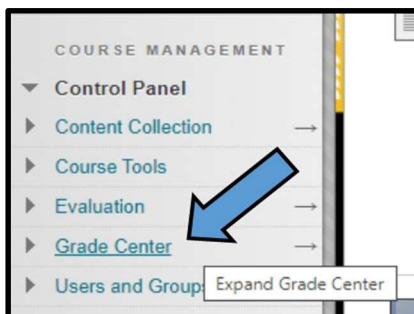 COURSE MANAGEMENT
Control Panel
Content Collection
Course Tools
Evaluation
Grade Center
Users and Group
Expand Grade Center